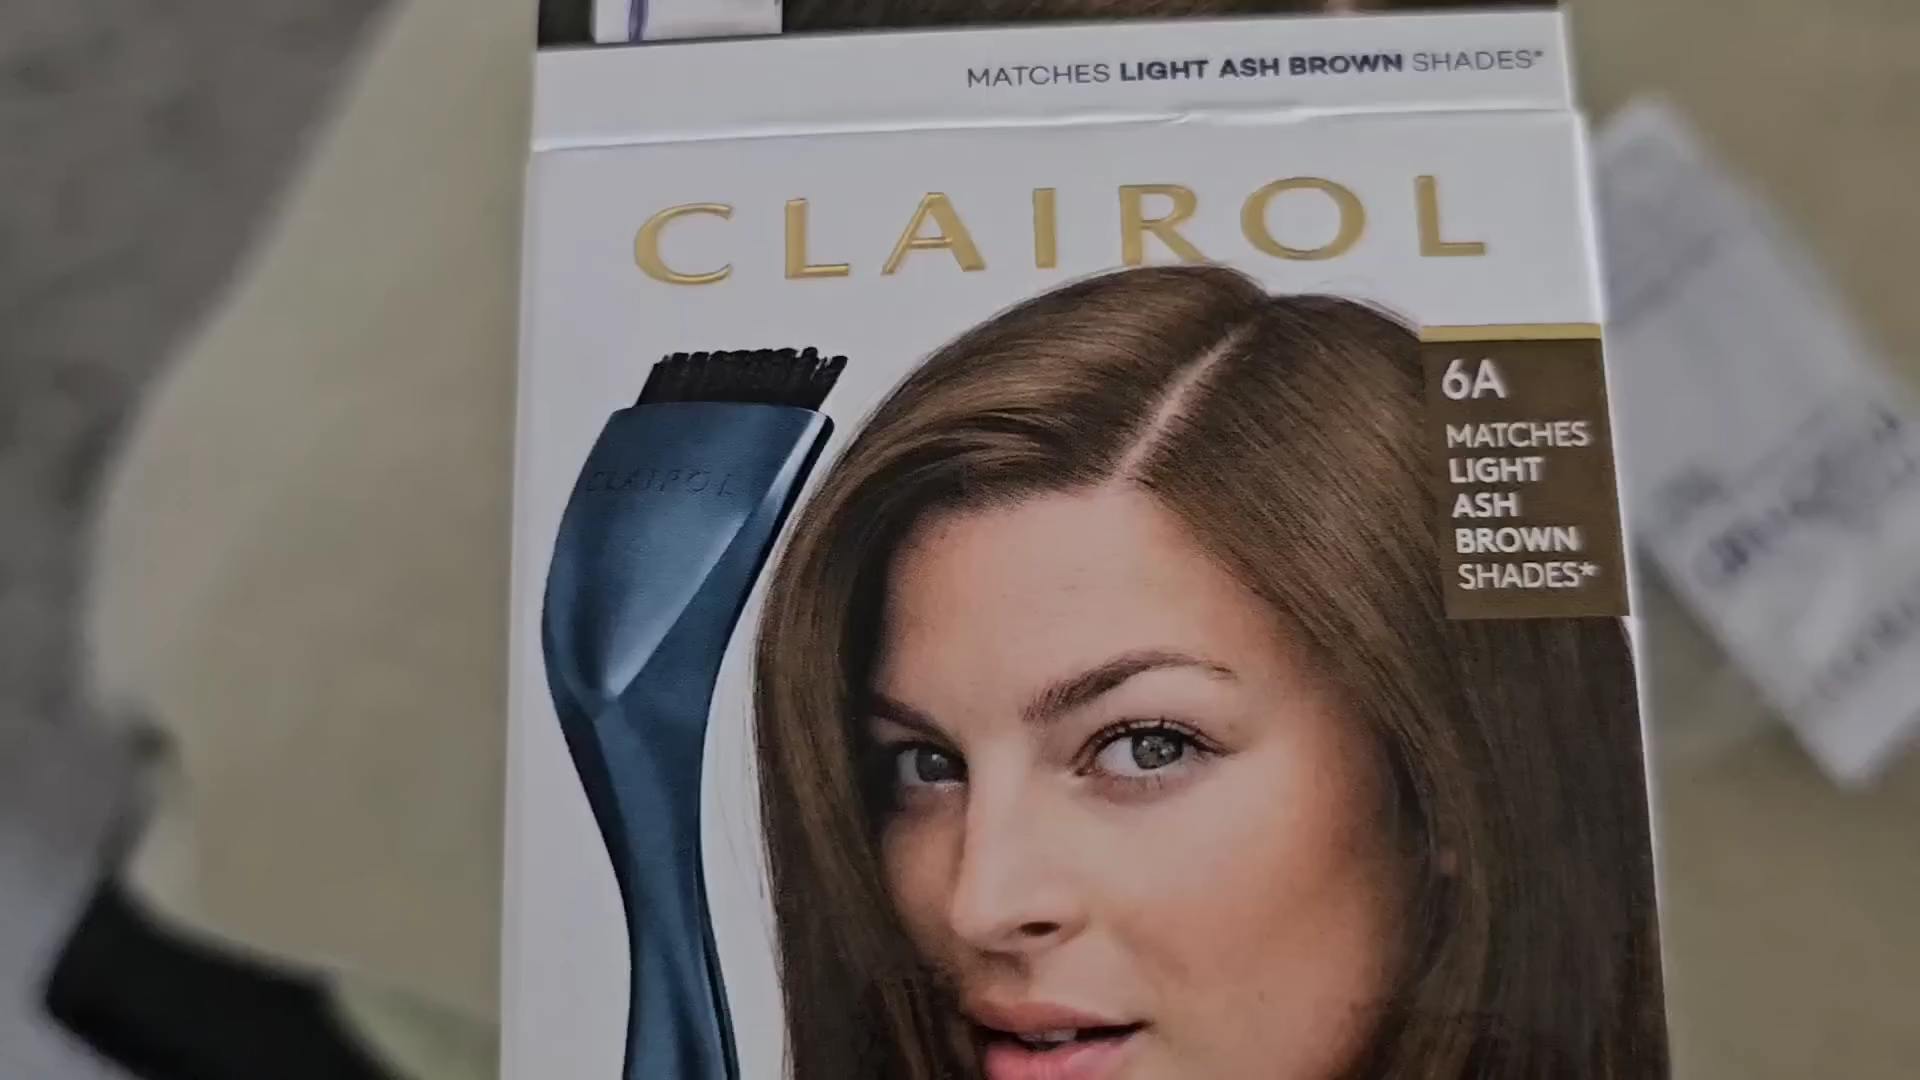 MATCHES LIGHT ASH BROWN SHADES*
CLAIROL
CLAIROL
6A
MATCHES
LIGHT
ASH
BROWN
SHADES*